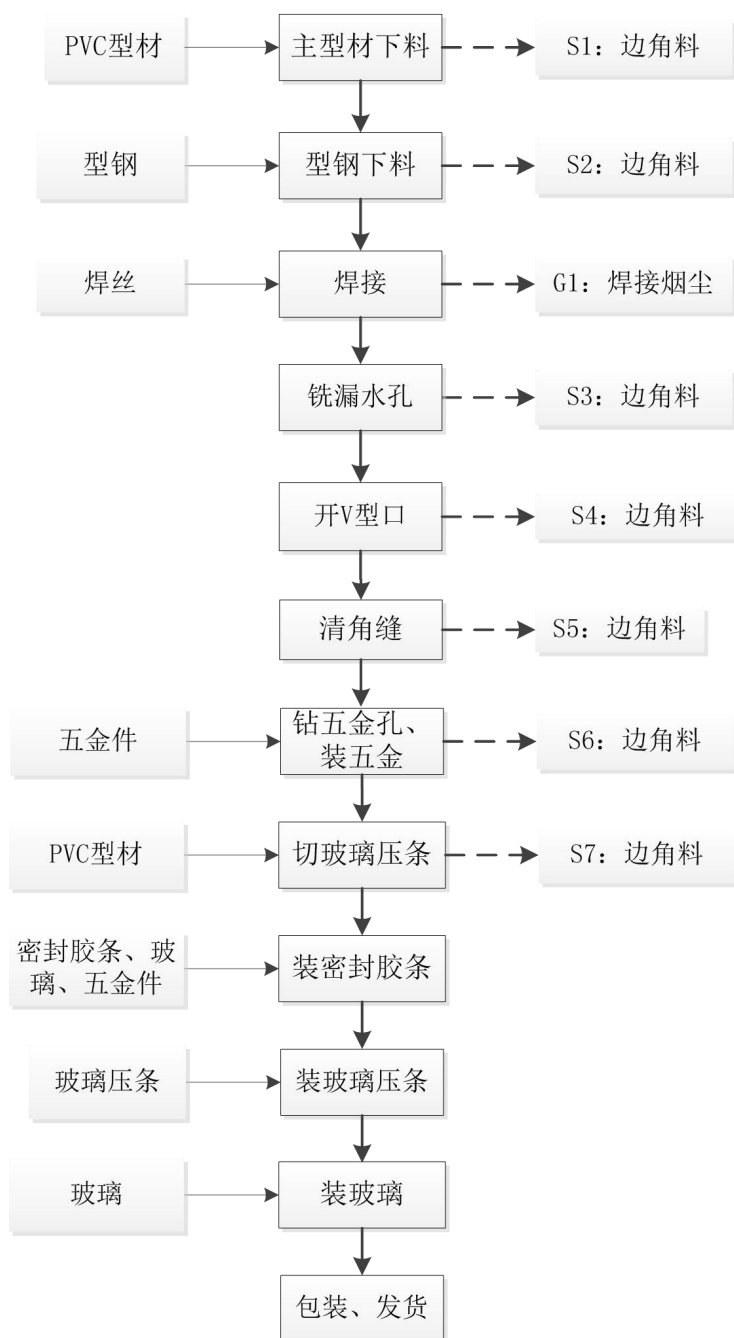 PVC型材
主型材下料
S1：边角料
型钢
型钢下料
S2：边角料
焊丝
焊接
G1：焊接烟尘
铣漏水孔
S3：边角料
开V型口
S4：边角料
清角缝
S5：边角料
五金件
钻五金孔、
装五金
S6：边角料
PVC型材
切玻璃压条
S7：边角料
密封胶条、玻
璃、五金件
装密封胶条
玻璃压条
装玻璃压条
玻璃
装玻璃
包装、发货